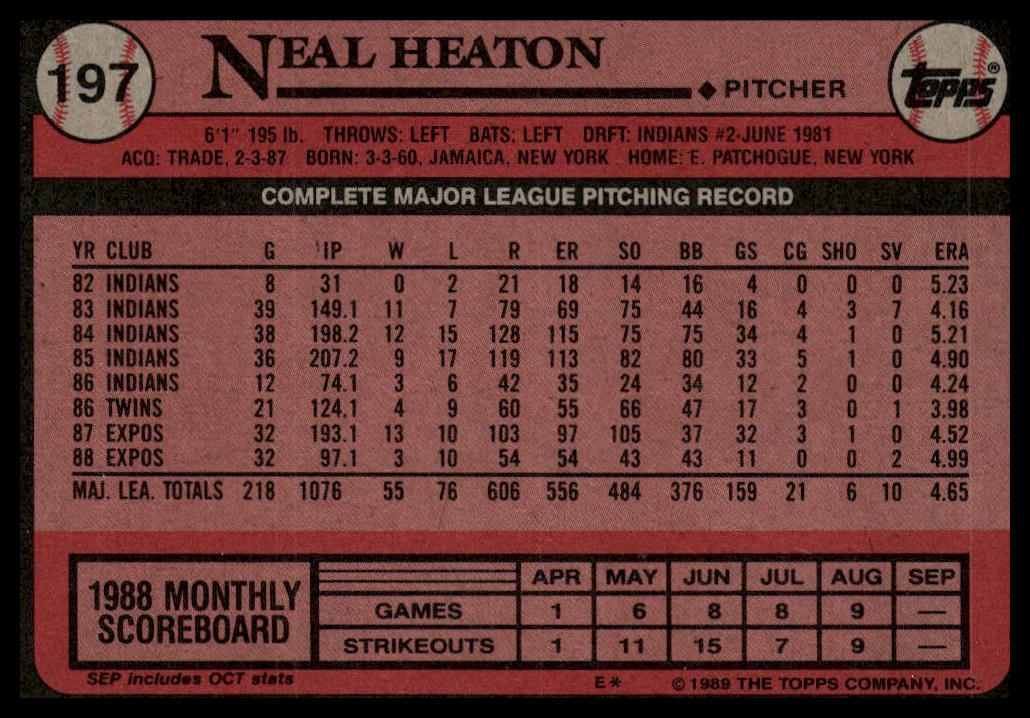 197
NEAL HEATON
◆ PITCHER
TOPPS®
6'1" 195 lb. THROWS: LEFT BATS: LEFT DRFT: INDIANS #2-JUNE 1981
ACQ: TRADE, 2-3-87 BORN: 3-3-60, JAMAICA, NEW YORK HOME: E. PATCHOGUE, NEW YORK
COMPLETE MAJOR LEAGUE PITCHING RECORD
YR CLUB G IP W L R ER SO BB GS CG SHO SV ERA
82 INDIANS 8 31 0 2 21 18 14 16 4 0 0 0 5.23
83 INDIANS 39 149.1 11 7 79 69 75 44 16 4 3 7 4.16
84 INDIANS 38 198.2 12 15 128 115 75 75 34 4 1 0 5.21
85 INDIANS 36 207.2 9 17 119 113 82 80 33 5 1 0 4.90
86 INDIANS 12 74.1 3 6 42 35 24 34 12 2 0 0 4.24
86 TWINS 21 124.1 4 9 60 55 66 47 17 3 0 1 3.98
87 EXPOS 32 193.1 13 10 103 97 105 37 32 3 1 0 4.52
88 EXPOS 32 97.1 3 10 54 54 43 43 11 0 0 2 4.99
MAJ. LEA. TOTALS 218 1076 55 76 606 556 484 376 159 21 6 10 4.65
1988 MONTHLY
SCOREBOARD
APR MAY JUN JUL AUG SEP
GAMES 1 6 8 8 9 —
STRIKEOUTS 1 11 15 7 9 —
SEP includes OCT stats
E* © 1989 THE TOPPS COMPANY, INC.